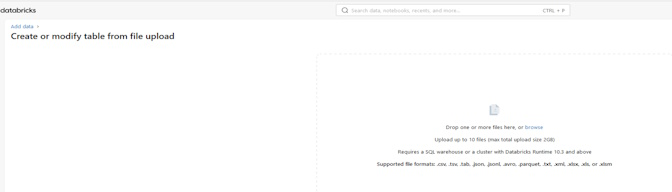 databricks
Search data, notebooks, recents, and more...
CTRL + P
Add data >
Create or modify table from file upload
Drop one or more files here, or browse
Upload up to 10 files (max total upload size 2GB)
Requires a SQL warehouse or a cluster with Databricks Runtime 10.3 and above
Supported file formats: .csv, .tsv, .tab, .json, .jsonl, .avro, .parquet, .txt, .xml, .xlsx, .xls, or .xlsm